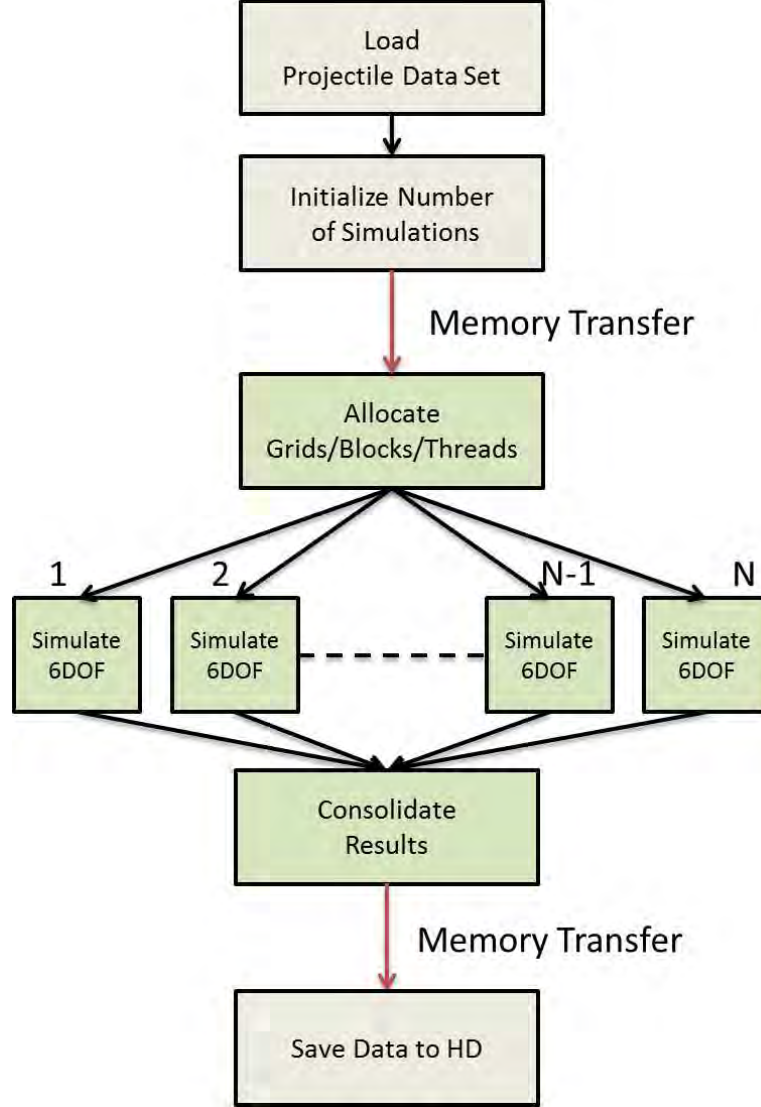 Load
Projectile Data Set
Initialize Number
of Simulations
Memory Transfer
Allocate
Grids/Blocks/Threads
1
2
N-1
N
Simulate
6DOF
Simulate
6DOF
Simulate
6DOF
Simulate
6DOF
Consolidate
Results
Memory Transfer
Save Data to HD